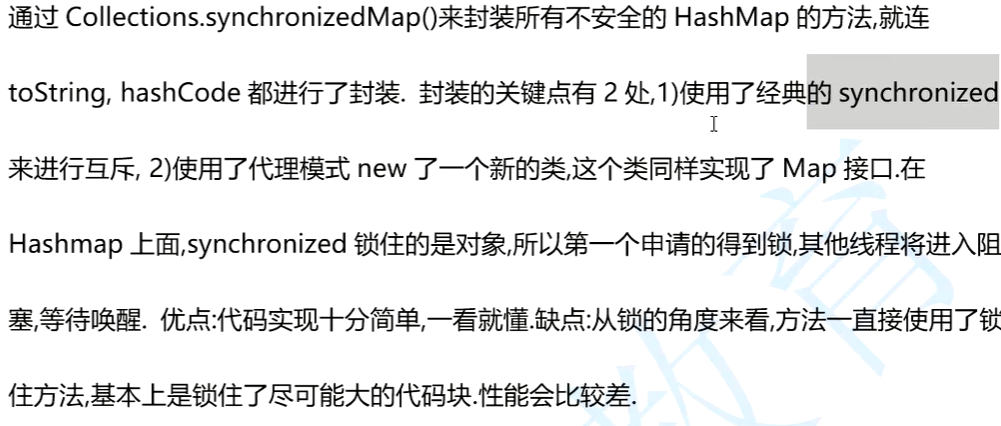 通过 Collections.synchronizedMap()来封装所有不安全的 HashMap 的方法,就连
toString, hashCode 都进行了封装. 封装的关键点有 2 处,1)使用了经典的 synchronized
来进行互斥, 2)使用了代理模式 new 了一个新的类,这个类同样实现了 Map 接口.在
Hashmap 上面,synchronized 锁住的是对象,所以第一个申请的得到锁,其他线程将进入阻
塞,等待唤醒. 优点:代码实现十分简单,一看就懂.缺点:从锁的角度来看,方法一直接使用了锁
住方法,基本上是锁住了尽可能大的代码块.性能会比较差.
教育